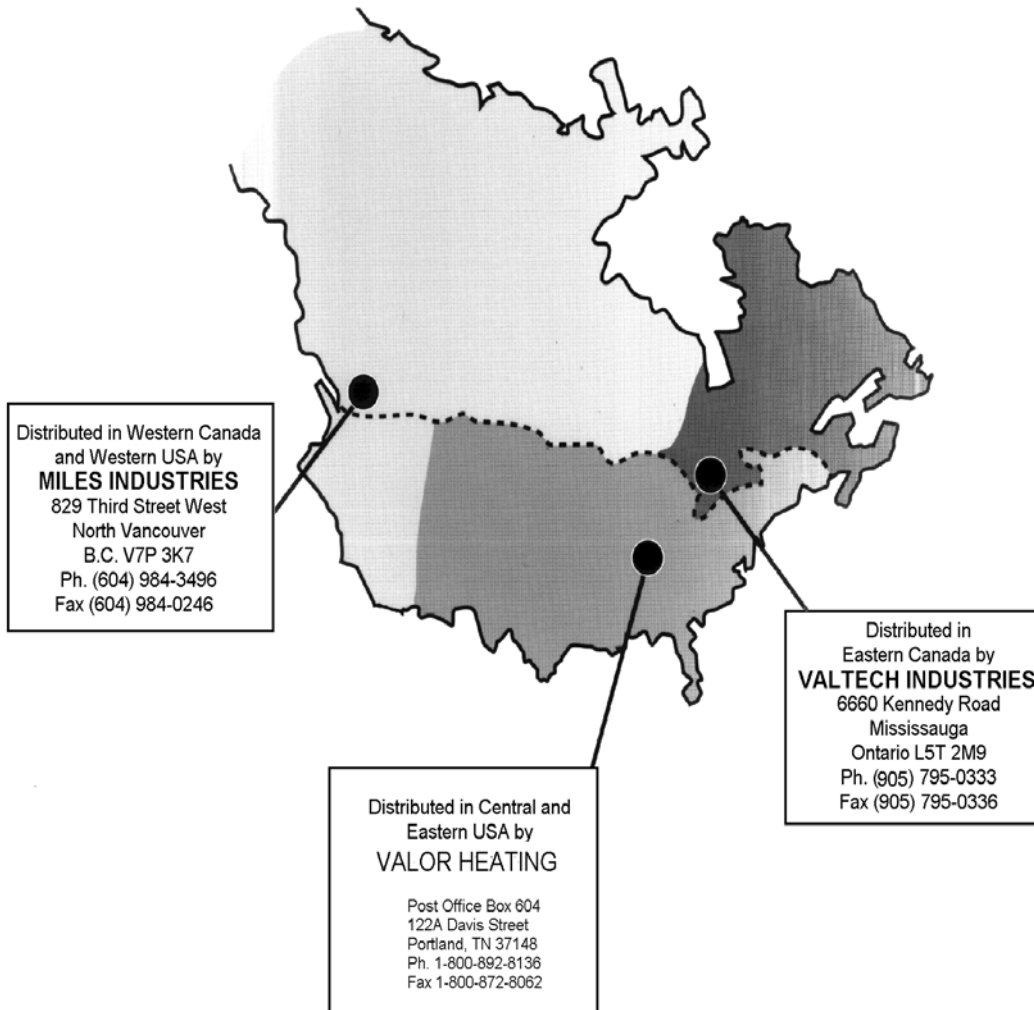 Distributed in Western Canada
and Western USA by
MILES INDUSTRIES
829 Third Street West
North Vancouver
B.C. V7P 3K7
Ph. (604) 984-3496
Fax (604) 984-0246
Distributed in
Eastern Canada by
VALTECH INDUSTRIES
6660 Kennedy Road
Mississauga
Ontario L5T 2M9
Ph. (905) 795-0333
Fax (905) 795-0336
Distributed in Central and
Eastern USA by
VALOR HEATING
Post Office Box 604
122A Davis Street
Portland, TN 37148
Ph. 1-800-892-8136
Fax 1-800-872-8062